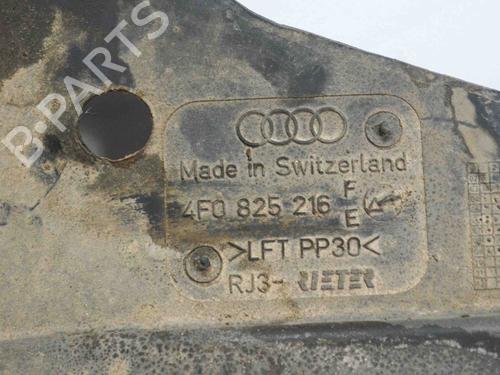 B-PARTS
Made in Switzerland
4F0 825 216 F
E
>LFT PP30<
RJ3- RIETER